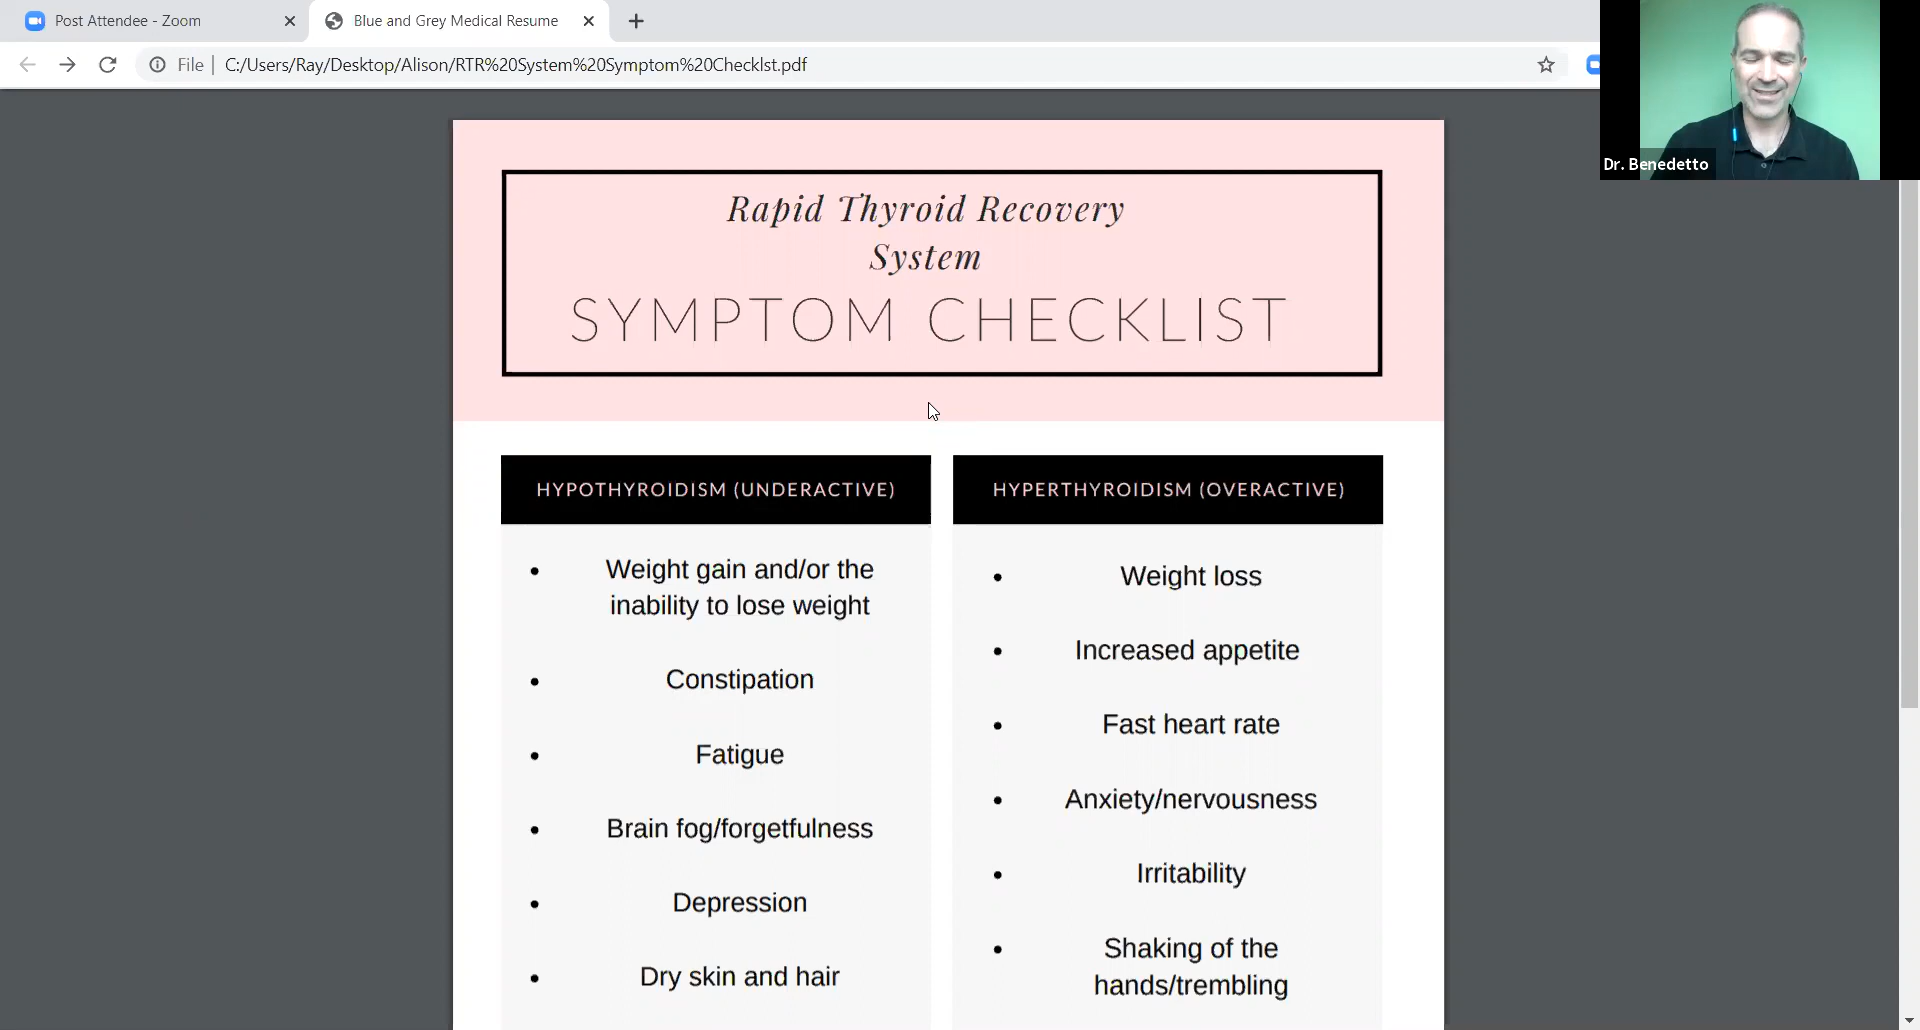 Post Attendee - Zoom
Blue and Grey Medical Resume
File
C:/Users/Ray/Desktop/Alison/RTR%20System%20Symptom%20Checklst.pdf
Dr. Benedetto
Rapid Thyroid Recovery
System
SYMPTOM CHECKLIST
HYPOTHYROIDISM (UNDERACTIVE)
• Weight gain and/or the
inability to lose weight
• Constipation
• Fatigue
• Brain fog/forgetfulness
• Depression
• Dry skin and hair
HYPERTHYROIDISM (OVERACTIVE)
• Weight loss
• Increased appetite
• Fast heart rate
• Anxiety/nervousness
• Irritability
• Shaking of the
hands/trembling